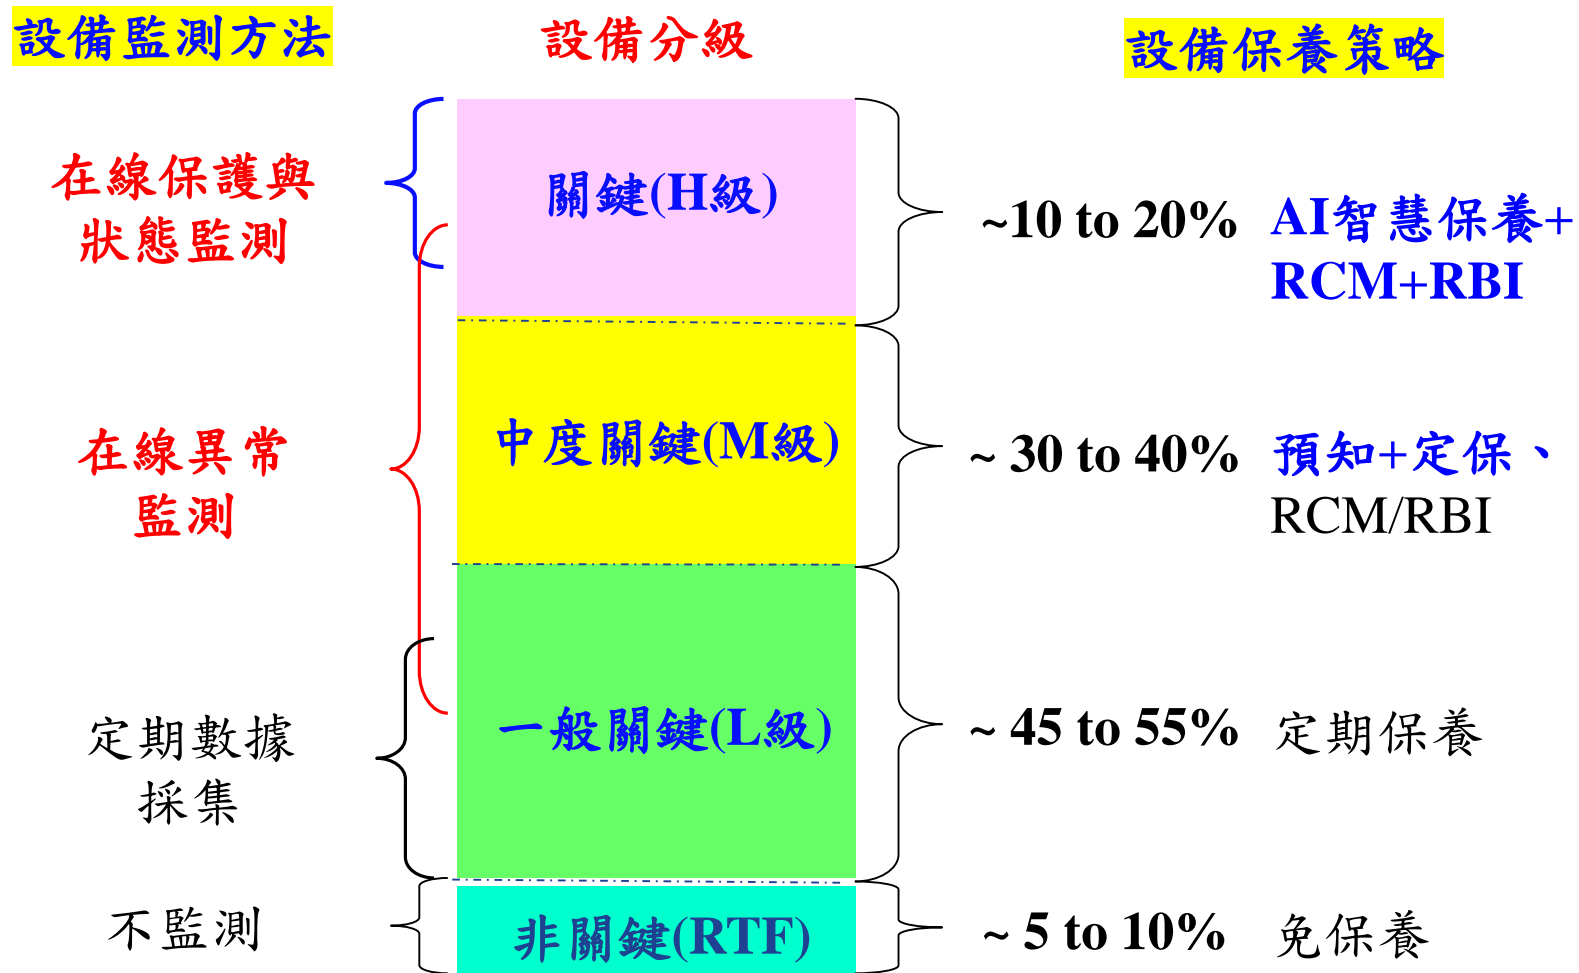 設備監測方法
設備分級
設備保養策略
在線保護與
狀態監測
關鍵(H級)
~10 to 20%
AI智慧保養+
RCM+RBI
在線異常
監測
中度關鍵(M級)
~ 30 to 40%
預知+定保、
RCM/RBI
定期數據
採集
一般關鍵(L級)
~ 45 to 55%
定期保養
不監測
非關鍵(RTF)
~ 5 to 10%
免保養